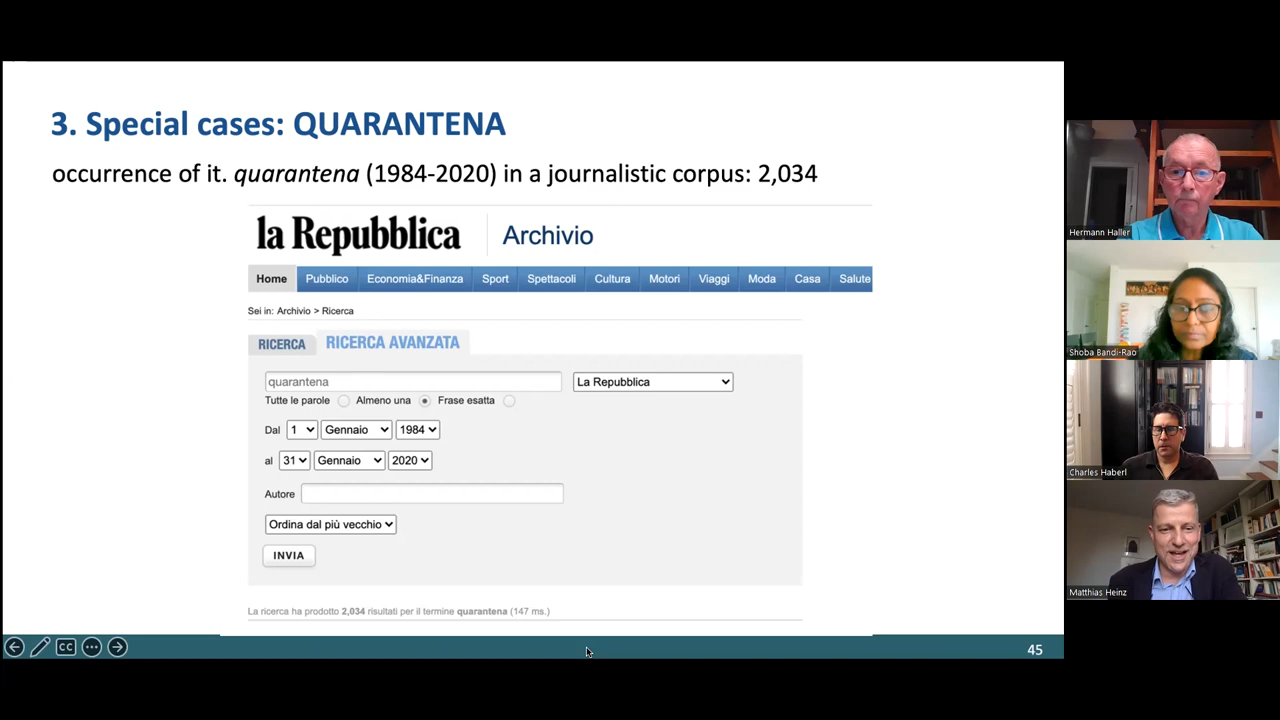 3. Special cases: QUARANTENA
occurrence of it. quarantena (1984-2020) in a journalistic corpus: 2,034
la Repubblica Archivio
Home Pubblico Economia&Finanza Sport Spettacoli Cultura Motori Viaggi Moda Casa Salute
Sei in: Archivio > Ricerca
RICERCA RICERCA AVANZATA
quarantena La Repubblica
Tutte le parole Almeno una Frase esatta
Dal 1 Gennaio 1984
al 31 Gennaio 2020
Autore
Ordina dal più vecchio
INVIA
La ricerca ha prodotto 2,034 risultati per il termine quarantena (147 ms.)
CC
45
Hermann Haller
Shoba Bandi-Rao
Charles Haberl
Matthias Heinz